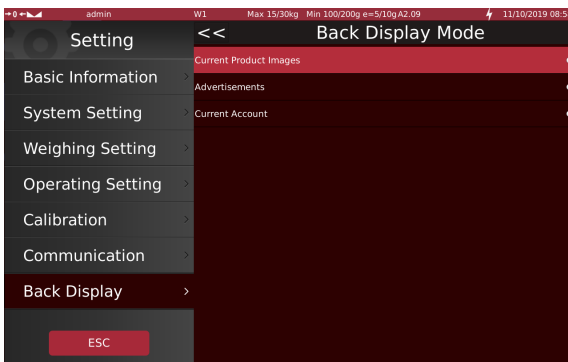 →0← admin W1 Max 15/30kg Min 100/200g e=5/10g A2.09 11/10/2019 08:5
Setting
<< Back Display Mode
Current Product Images
Basic Information >
Advertisements
System Setting >
Current Account
Weighing Setting >
Operating Setting >
Calibration >
Communication >
Back Display >
ESC